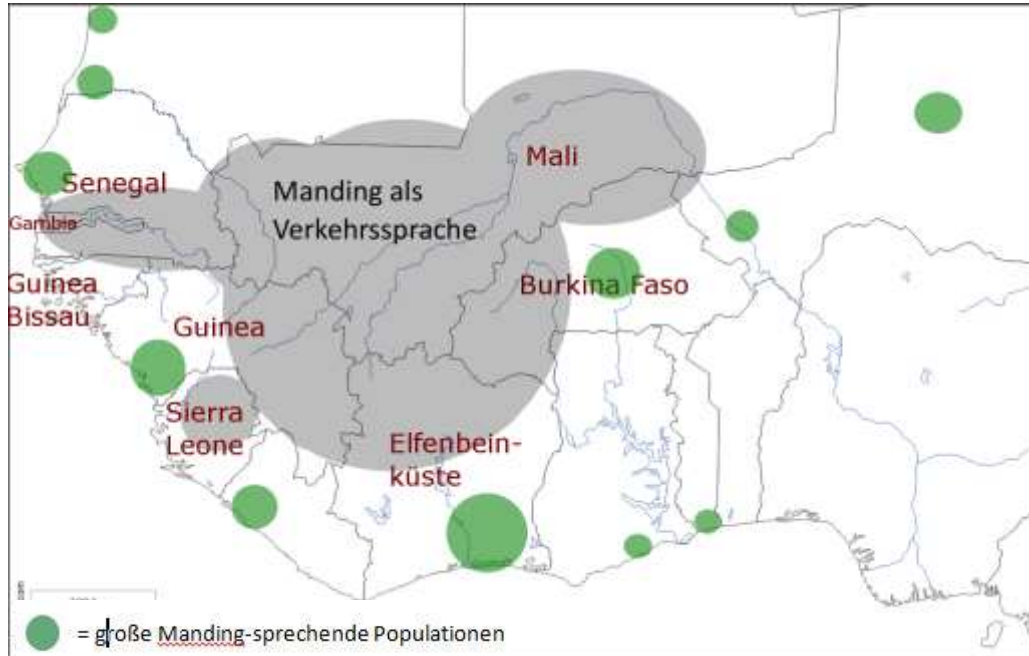 Mali
Senegal
Manding als
Verkehrssprache
Gambia
Guinea
Bissau
Burkina Faso
Guinea
Sierra
Leone
Elfenbein-
küste
= große Manding-sprechende Populationen